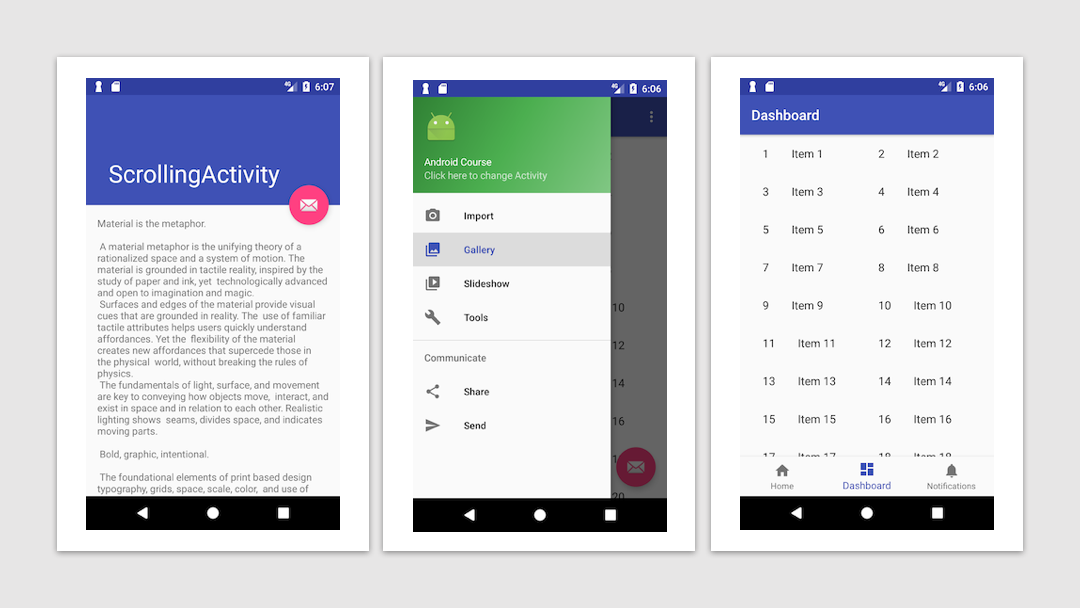 4G 6:07
ScrollingActivity
Material is the metaphor.
A material metaphor is the unifying theory of a
rationalized space and a system of motion. The
material is grounded in tactile reality, inspired by the
study of paper and ink, yet  technologically advanced
and open to imagination and magic.
Surfaces and edges of the material provide visual
cues that are grounded in reality. The  use of familiar
tactile attributes helps users quickly understand
affordances. Yet the  flexibility of the material
creates new affordances that supercede those in
the physical  world, without breaking the rules of
physics.
The fundamentals of light, surface, and movement
are key to conveying how objects move,  interact, and
exist in space and in relation to each other. Realistic
lighting shows  seams, divides space, and indicates
moving parts.
Bold, graphic, intentional.
The foundational elements of print based design
typography, grids, space, scale, color,  and use of
4G 6:06
Android Course
Click here to change Activity
Import
Gallery
Slideshow
Tools
Communicate
Share
Send
10
12
14
16
20
4G 6:06
Dashboard
1 Item 1 2 Item 2
3 Item 3 4 Item 4
5 Item 5 6 Item 6
7 Item 7 8 Item 8
9 Item 9 10 Item 10
11 Item 11 12 Item 12
13 Item 13 14 Item 14
15 Item 15 16 Item 16
17 Item 17 18 Item 18
Home Dashboard Notifications